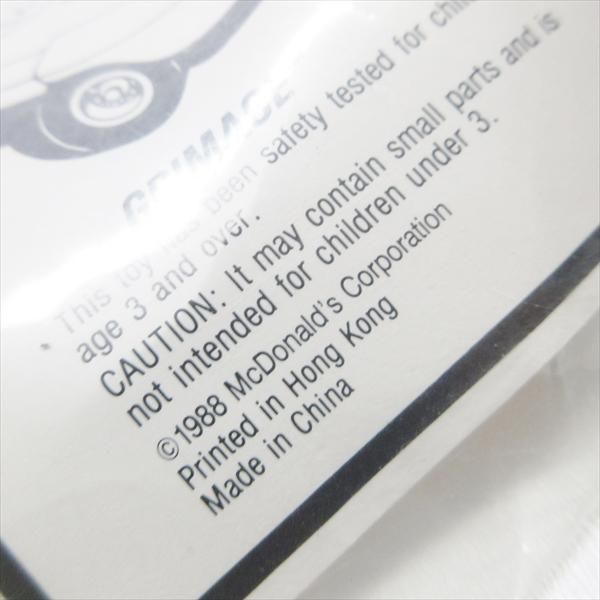 GRIMACE
This toy has been safety tested for
age 3 and over.
CAUTION: It may contain small parts and is
not intended for children under 3.
©1988 McDonald's Corporation
Printed in Hong Kong
Made in China